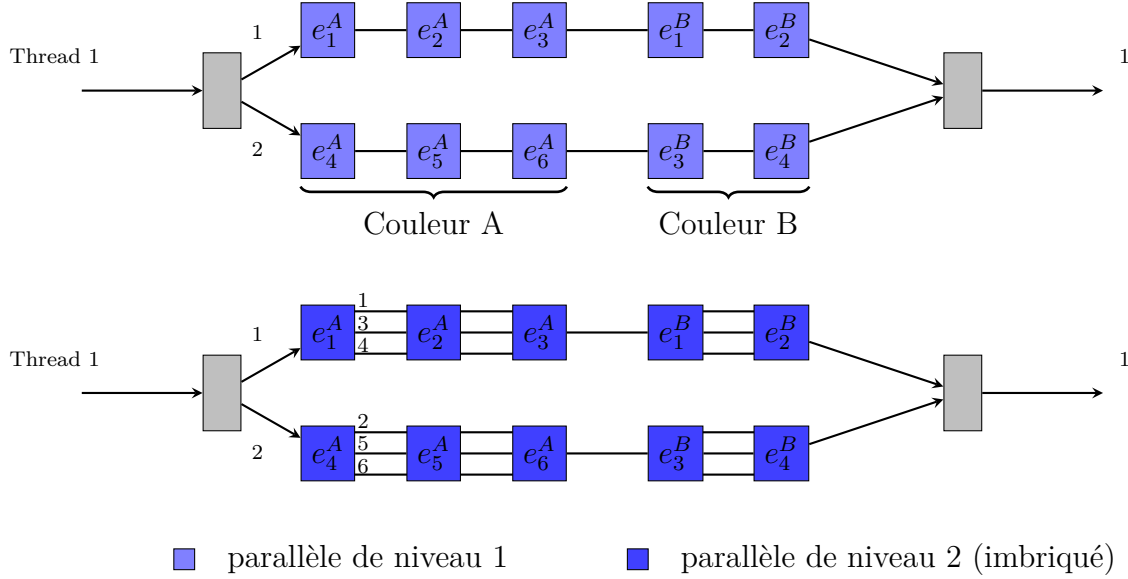 1
e_1^A e_2^A e_3^A e_1^B e_2^B
Thread 1
1
2
e_4^A e_5^A e_6^A e_3^B e_4^B
Couleur A
Couleur B
1
1
3
4
e_1^A e_2^A e_3^A e_1^B e_2^B
Thread 1
1
2
2
5
6
e_4^A e_5^A e_6^A e_3^B e_4^B
parallèle de niveau 1
parallèle de niveau 2 (imbriqué)